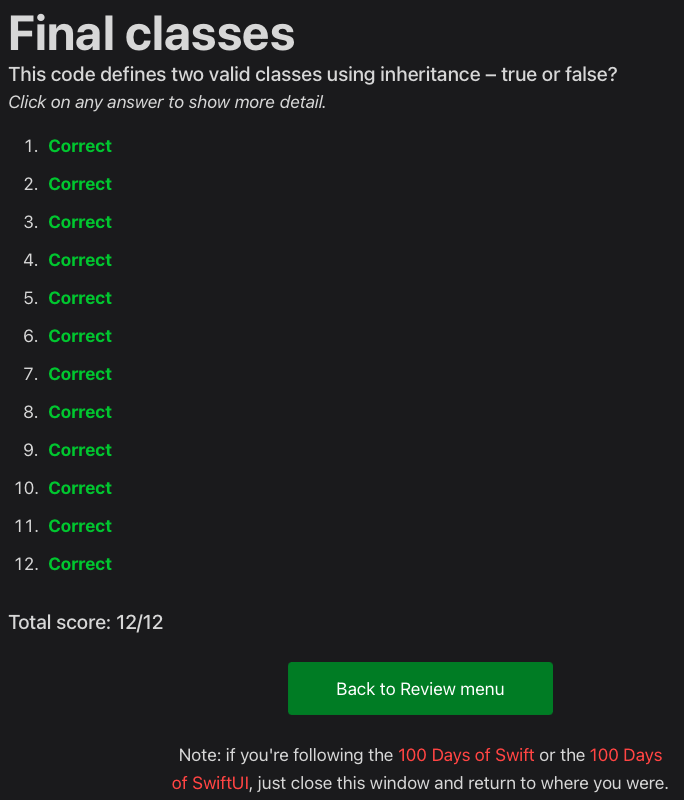 Final classes
This code defines two valid classes using inheritance – true or false?
Click on any answer to show more detail.
1. Correct
2. Correct
3. Correct
4. Correct
5. Correct
6. Correct
7. Correct
8. Correct
9. Correct
10. Correct
11. Correct
12. Correct
Total score: 12/12
Back to Review menu
Note: if you're following the 100 Days of Swift or the 100 Days
of SwiftUI, just close this window and return to where you were.